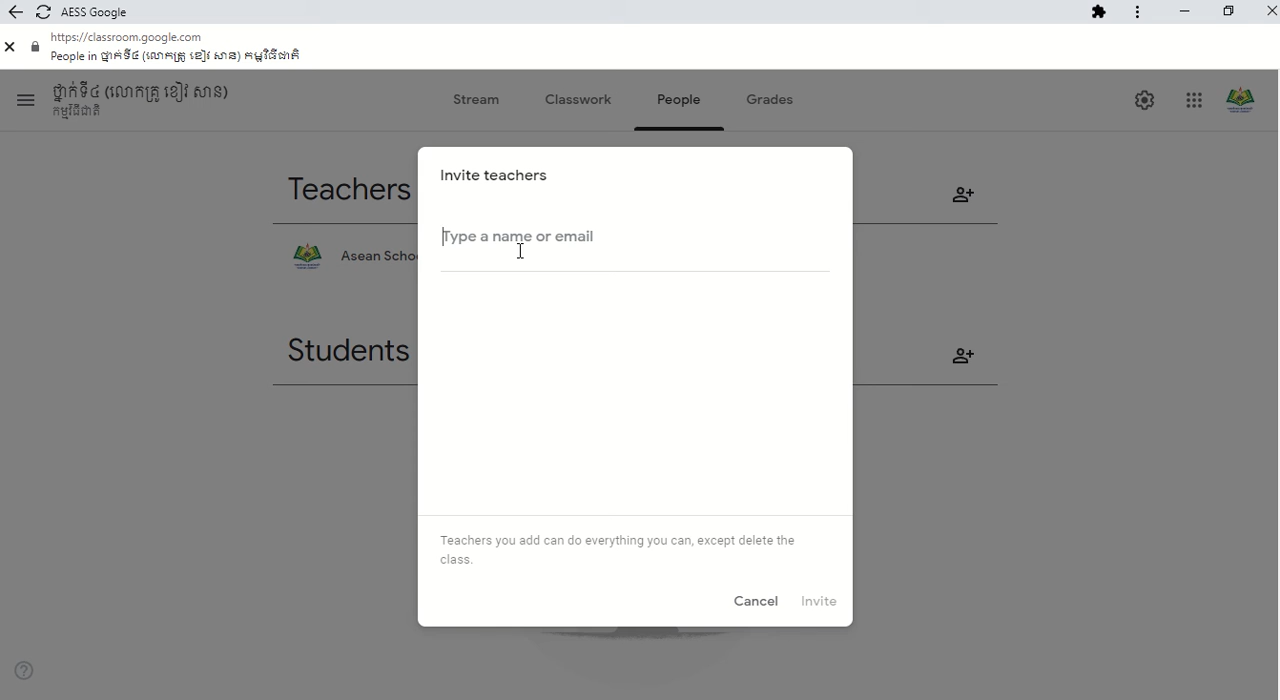 AESS Google
https://classroom.google.com
People in ថ្នាក់ទី៤ (លោកគ្រូ ខៀវ សាន) កម្មវិធីជាតិ
ថ្នាក់ទី៤ (លោកគ្រូ ខៀវ សាន)
កម្មវិធីជាតិ
Stream
Classwork
People
Grades
Invite teachers
Teachers
Type a name or email
Asean Schoo
Students
Teachers you add can do everything you can, except delete the
class.
Cancel
Invite